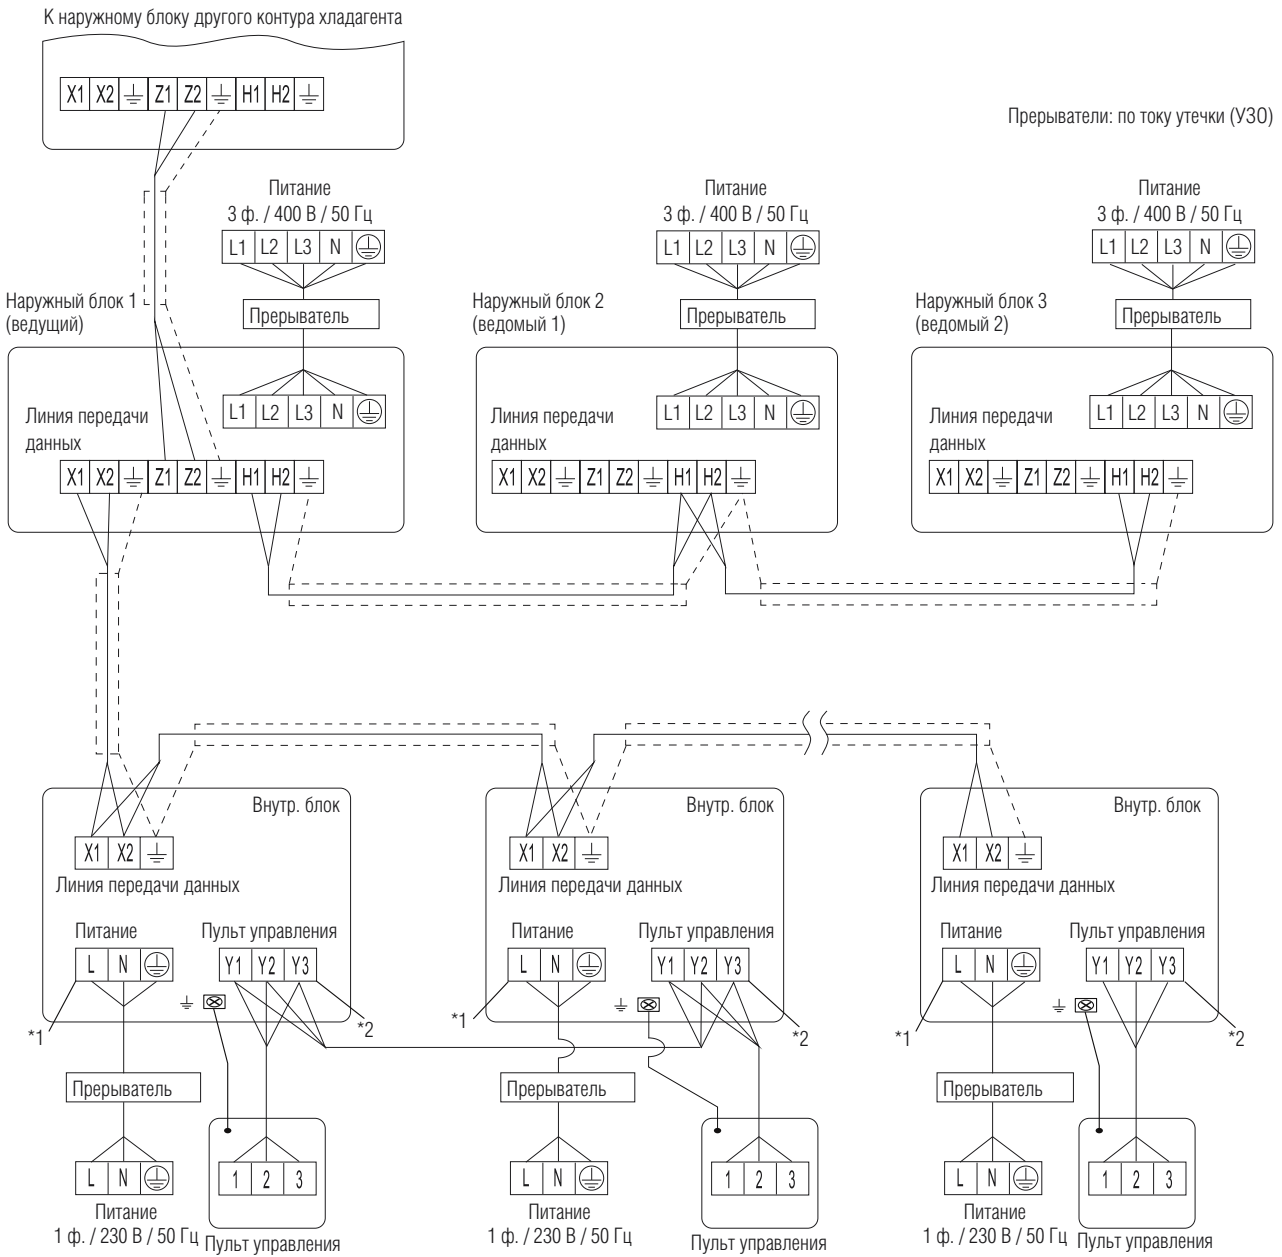 К наружному блоку другого контура хладагента
X1 X2 Z1 Z2 H1 H2
Прерыватели: по току утечки (УЗО)
Питание
3 ф. / 400 В / 50 Гц
L1 L2 L3 N
Прерыватель
Питание
3 ф. / 400 В / 50 Гц
L1 L2 L3 N
Прерыватель
Питание
3 ф. / 400 В / 50 Гц
L1 L2 L3 N
Прерыватель
Наружный блок 1
(ведущий)
L1 L2 L3 N
Линия передачи
данных
X1 X2 Z1 Z2 H1 H2
Наружный блок 2
(ведомый 1)
L1 L2 L3 N
Линия передачи
данных
X1 X2 Z1 Z2 H1 H2
Наружный блок 3
(ведомый 2)
L1 L2 L3 N
Линия передачи
данных
X1 X2 Z1 Z2 H1 H2
Внутр. блок
X1 X2
Линия передачи данных
Питание
L N
Пульт управления
Y1 Y2 Y3
*1
*2
Прерыватель
L N
Питание
1 ф. / 230 В / 50 Гц
1 2 3
Пульт управления
Внутр. блок
X1 X2
Линия передачи данных
Питание
L N
Пульт управления
Y1 Y2 Y3
*1
*2
Прерыватель
L N
Питание
1 ф. / 230 В / 50 Гц
1 2 3
Пульт управления
Внутр. блок
X1 X2
Линия передачи данных
Питание
L N
Пульт управления
Y1 Y2 Y3
*1
*2
Прерыватель
L N
Питание
1 ф. / 230 В / 50 Гц
1 2 3
Пульт управления